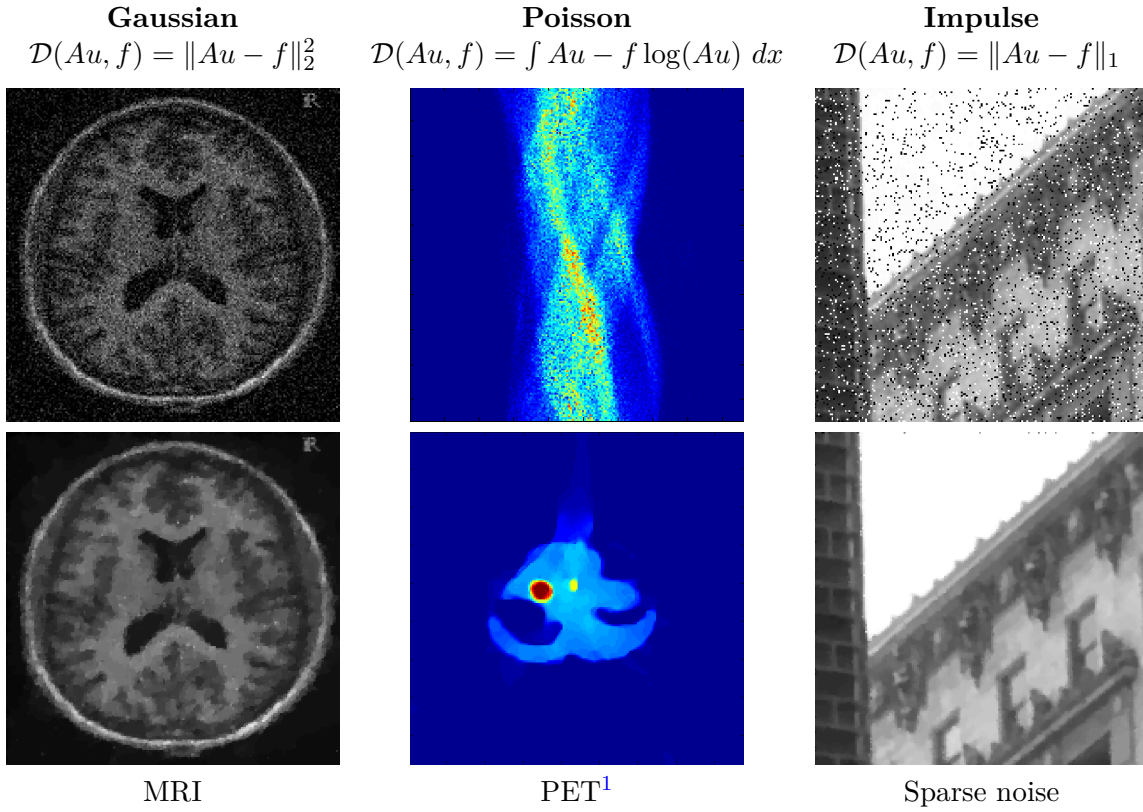 Gaussian Poisson Impulse
𝒟(Au, f) = ‖Au − f‖₂² 𝒟(Au, f) = ∫ Au − f log(Au) dx 𝒟(Au, f) = ‖Au − f‖₁
R
R
MRI PET¹ Sparse noise